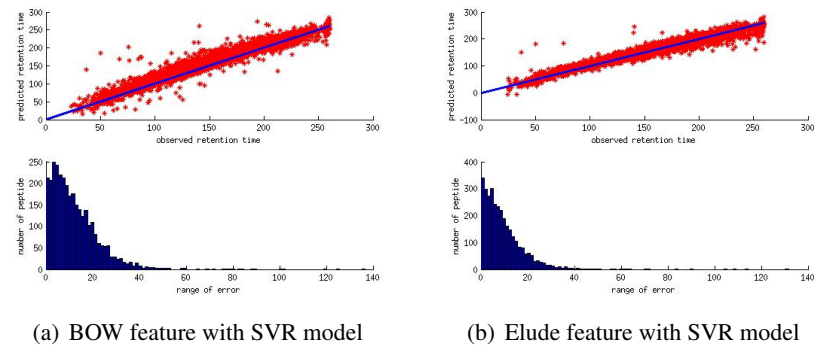 300
250
200
150
100
50
0
predicted retention time
0 50 100 150 200 250 300
observed retention time
250
200
150
100
50
0
number of peptide
0 20 40 60 80 100 120 140
range of error
(a) BOW feature with SVR model
300
200
100
0
-100
predicted retention time
0 50 100 150 200 250 300
observed retention time
400
300
200
100
0
number of peptide
0 20 40 60 80 100 120 140
range of error
(b) Elude feature with SVR model